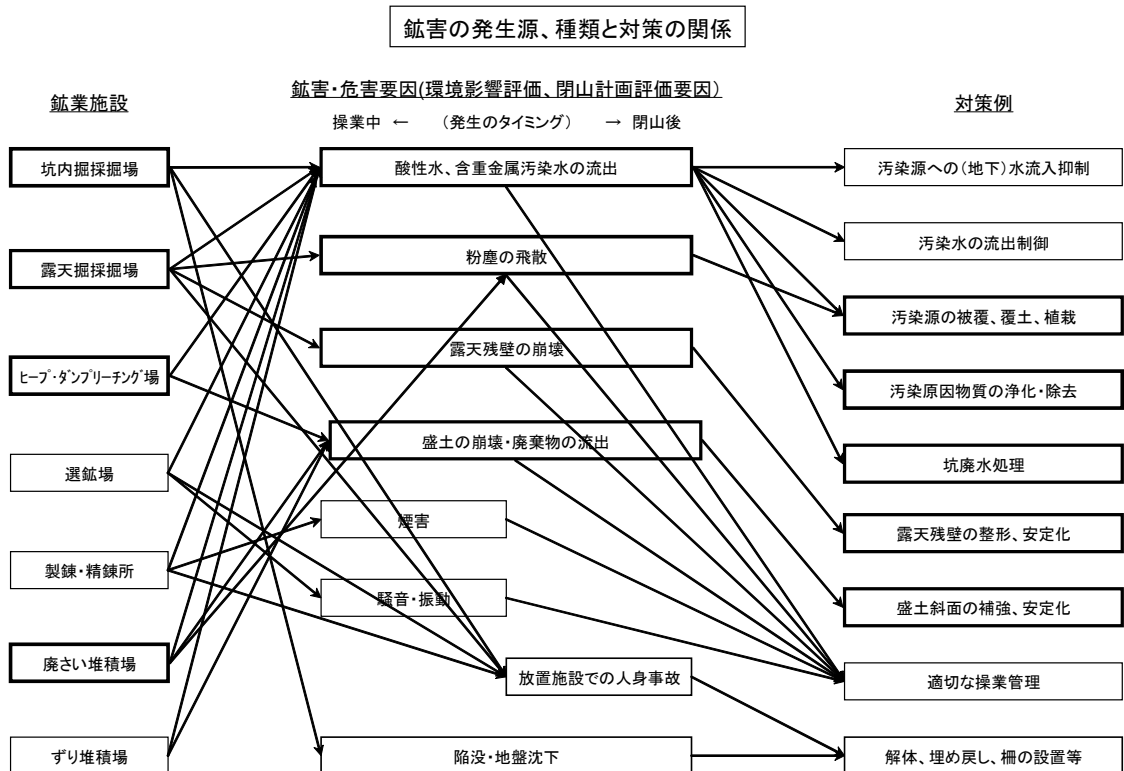 鉱害の発生源、種類と対策の関係
鉱業施設
鉱害・危害要因(環境影響評価、閉山計画評価要因)
対策例
操業中 ← (発生のタイミング) → 閉山後
坑内掘採掘場
酸性水、含重金属汚染水の流出
汚染源への(地下)水流入抑制
汚染水の流出制御
露天掘採掘場
粉塵の飛散
汚染源の被覆、覆土、植栽
露天残壁の崩壊
ﾋｰﾌﾟ・ﾀﾞﾝﾌﾟﾘｰﾁﾝｸﾞ場
汚染原因物質の浄化・除去
盛土の崩壊・廃棄物の流出
選鉱場
坑廃水処理
煙害
露天残壁の整形、安定化
製錬・精錬所
騒音・振動
盛土斜面の補強、安定化
廃さい堆積場
放置施設での人身事故
適切な操業管理
ずり堆積場
陥没・地盤沈下
解体、埋め戻し、柵の設置等